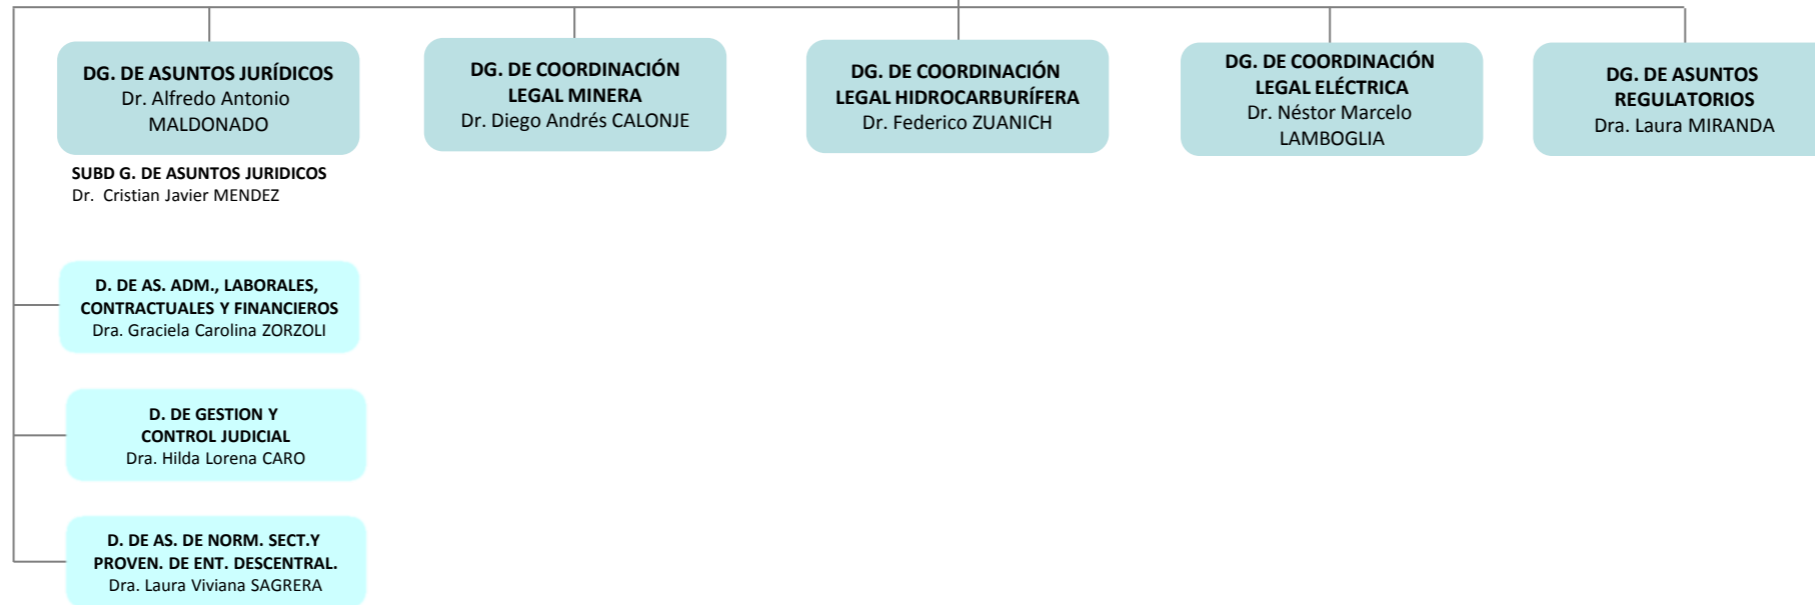 DG. DE ASUNTOS JURÍDICOS
Dr. Alfredo Antonio
MALDONADO
SUBD G. DE ASUNTOS JURIDICOS
Dr. Cristian Javier MENDEZ
DG. DE COORDINACIÓN
LEGAL MINERA
Dr. Diego Andrés CALONJE
DG. DE COORDINACIÓN
LEGAL HIDROCARBURÍFERA
Dr. Federico ZUANICH
DG. DE COORDINACIÓN
LEGAL ELÉCTRICA
Dr. Néstor Marcelo
LAMBOGLIA
DG. DE ASUNTOS
REGULATORIOS
Dra. Laura MIRANDA
D. DE AS. ADM., LABORALES,
CONTRACTUALES Y FINANCIEROS
Dra. Graciela Carolina ZORZOLI
D. DE GESTION Y
CONTROL JUDICIAL
Dra. Hilda Lorena CARO
D. DE AS. DE NORM. SECT.Y
PROVEN. DE ENT. DESCENTRAL.
Dra. Laura Viviana SAGRERA